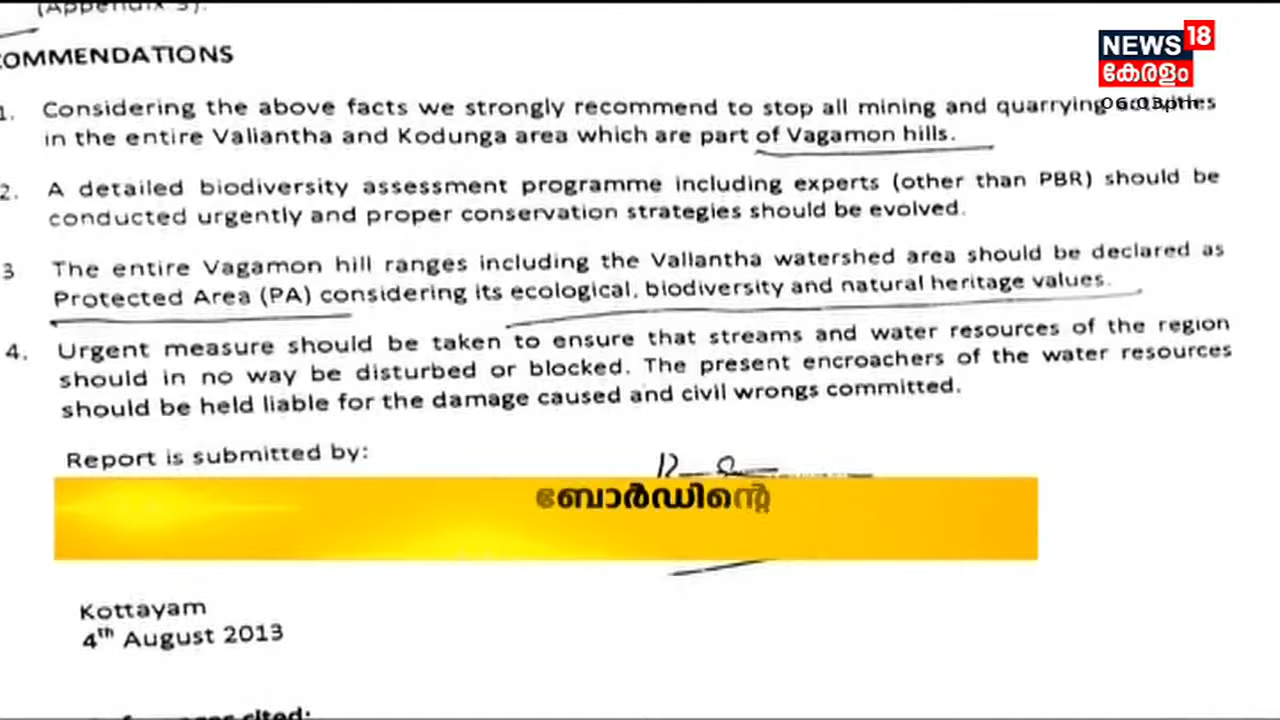 (Appendix 3).
OMMENDATIONS
NEWS 18
കേരളം
06:03pm
1. Considering the above facts we strongly recommend to stop all mining and quarrying activities
in the entire Valiantha and Kodunga area which are part of Vagamon hills.
2. A detailed biodiversity assessment programme including experts (other than PBR) should be
conducted urgently and proper conservation strategies should be evolved.
3 The entire Vagamon hill ranges including the Vallantha watershed area should be declared as
Protected Area (PA) considering its ecological, biodiversity and natural heritage values.
4. Urgent measure should be taken to ensure that streams and water resources of the region
should in no way be disturbed or blocked. The present encroachers of the water resources
should be held liable for the damage caused and civil wrongs committed.
Report is submitted by:
ബോർഡിന്റെ
Kottayam
4th August 2013
cited: